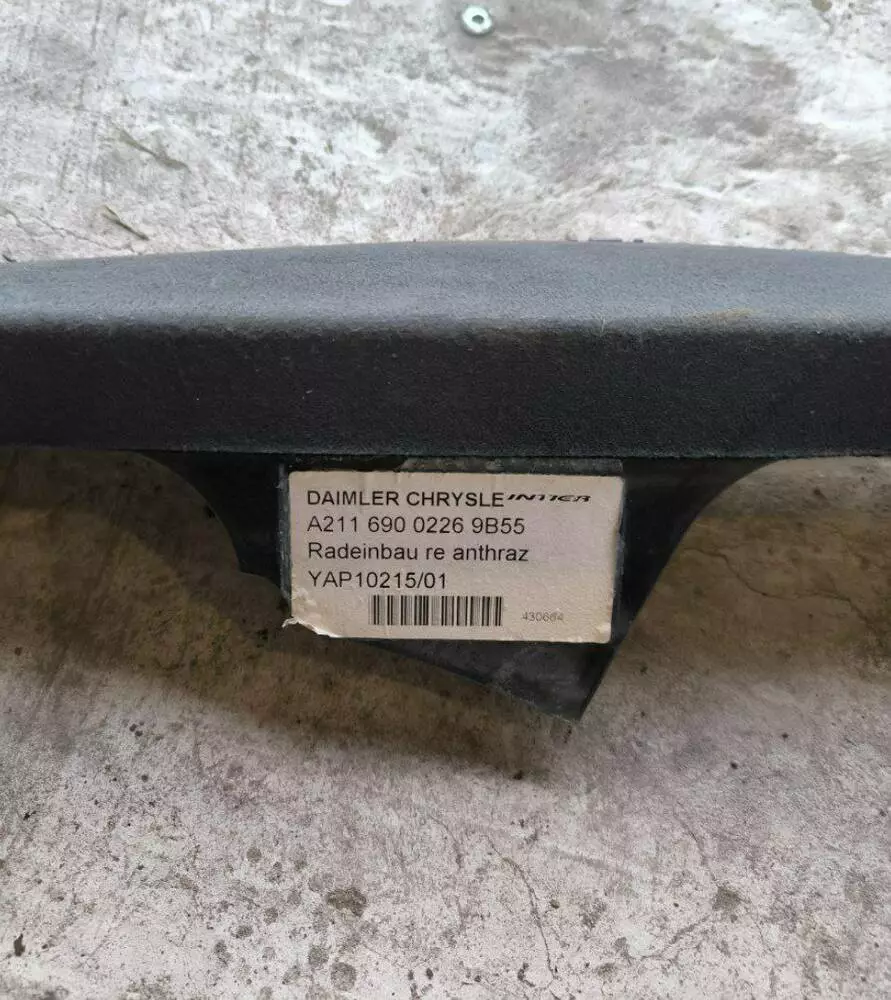 DAIMLER CHRYSLE INTIER
A211 690 0226 9B55
Radeinbau re anthraz
YAP10215/01
430664